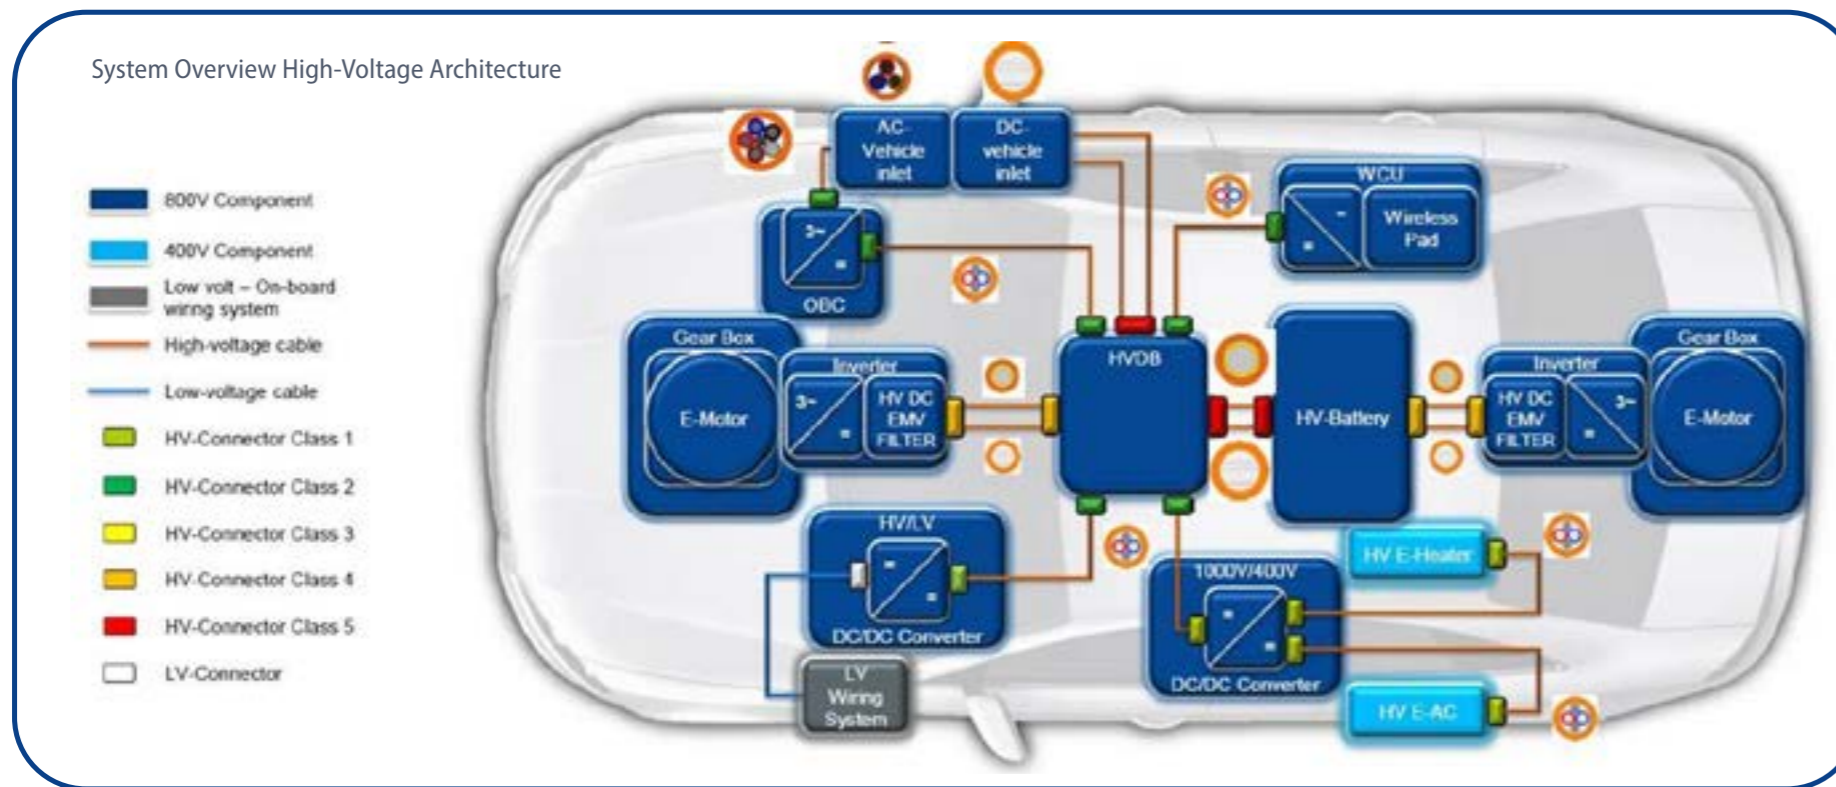 System Overview High-Voltage Architecture
800V Component
400V Component
Low volt – On-board
wiring system
High-voltage cable
Low-voltage cable
HV-Connector Class 1
HV-Connector Class 2
HV-Connector Class 3
HV-Connector Class 4
HV-Connector Class 5
LV-Connector
AC-
Vehicle
inlet
DC-
vehicle
inlet
WCU
~
=
Wireless
Pad
3~
=
OBC
Gear Box
E-Motor
Inverter
3~
=
HV DC
EMV
FILTER
HVDB
HV-Battery
Inverter
HV DC
EMV
FILTER
3~
=
Gear Box
E-Motor
HV/LV
=
=
DC/DC Converter
LV
Wiring
System
1000V/400V
=
=
DC/DC Converter
HV E-Heater
HV E-AC